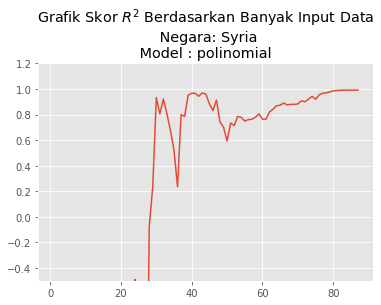 Grafik Skor R² Berdasarkan Banyak Input Data
Negara: Syria
Model : polinomial
1.2
1.0
0.8
0.6
0.4
0.2
0.0
−0.2
−0.4
0 20 40 60 80